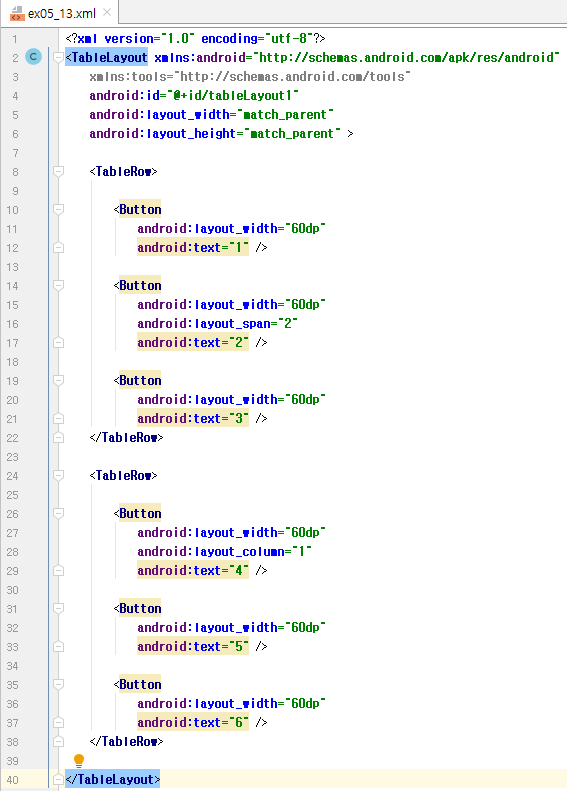 ex05_13.xml
1 <?xml version="1.0" encoding="utf-8"?>
2 <TableLayout xmlns:android="http://schemas.android.com/apk/res/android"
3 xmlns:tools="http://schemas.android.com/tools"
4 android:id="@+id/tableLayout1"
5 android:layout_width="match_parent"
6 android:layout_height="match_parent" >
7
8 <TableRow>
9
10 <Button
11 android:layout_width="60dp"
12 android:text="1" />
13
14 <Button
15 android:layout_width="60dp"
16 android:layout_span="2"
17 android:text="2" />
18
19 <Button
20 android:layout_width="60dp"
21 android:text="3" />
22 </TableRow>
23
24 <TableRow>
25
26 <Button
27 android:layout_width="60dp"
28 android:layout_column="1"
29 android:text="4" />
30
31 <Button
32 android:layout_width="60dp"
33 android:text="5" />
34
35 <Button
36 android:layout_width="60dp"
37 android:text="6" />
38 </TableRow>
39
40 </TableLayout>